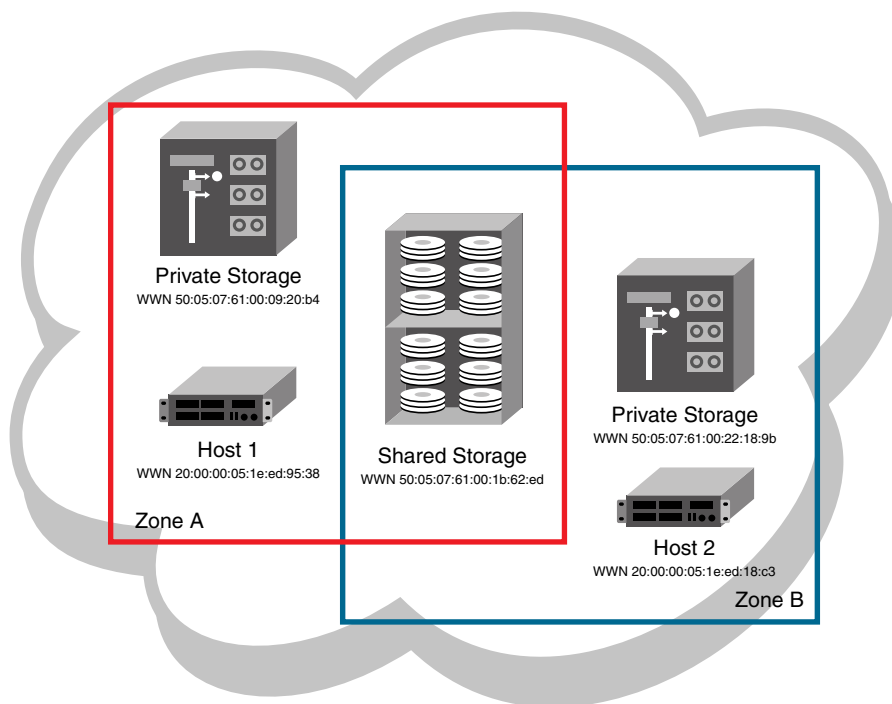 Private Storage
WWN 50:05:07:61:00:09:20:b4
Host 1
WWN 20:00:00:05:1e:ed:95:38
Zone A
Shared Storage
WWN 50:05:07:61:00:1b:62:ed
Private Storage
WWN 50:05:07:61:00:22:18:9b
Host 2
WWN 20:00:00:05:1e:ed:18:c3
Zone B